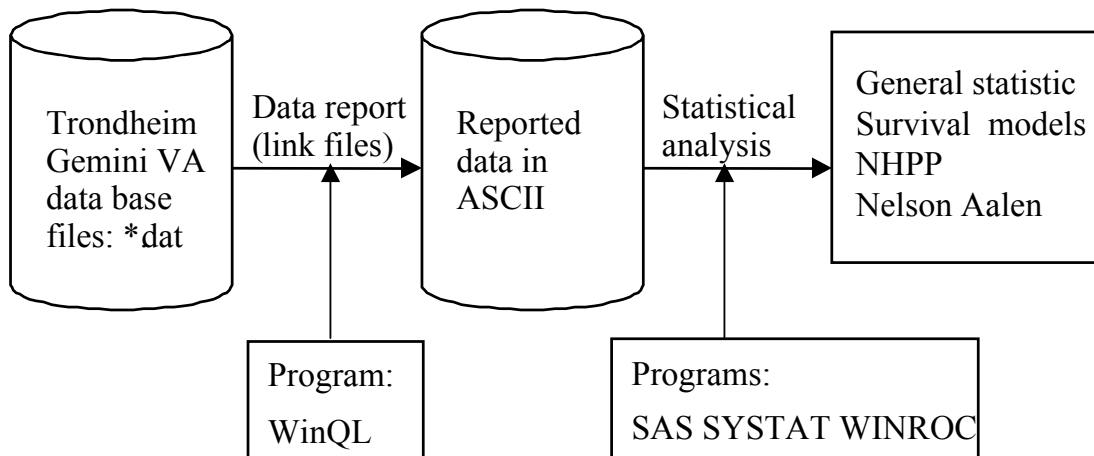 Trondheim
Gemini VA
data base
files: *dat
Data report
(link files)
Reported
data in
ASCII
Statistical
analysis
General statistic
Survival models
NHPP
Nelson Aalen
Program:
WinQL
Programs:
SAS SYSTAT WINROC